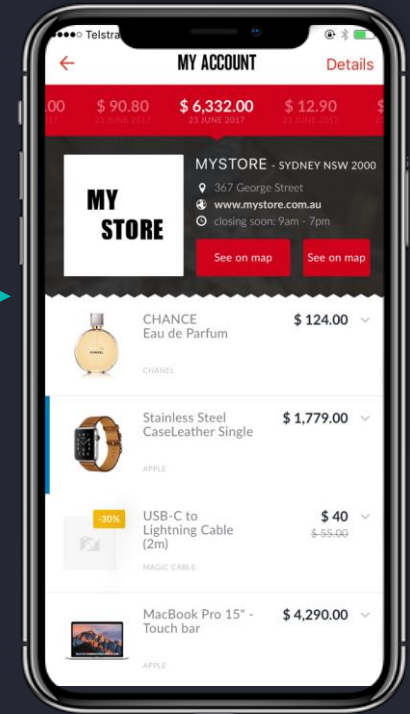 Telstra
MY ACCOUNT
Details
.00 $ 90.80 $ 6,332.00 $ 12.90 $
2017 23 JUNE 2017 23 JUNE 2017 23 JUNE 2017
MYSTORE - SYDNEY NSW 2000
MY
STORE
367 George Street
www.mystore.com.au
closing soon: 9am - 7pm
See on map See on map
CHANCE $ 124.00
Eau de Parfum
CHANEL
Stainless Steel $ 1,779.00
CaseLeather Single
APPLE
-30% USB-C to $ 40
Lightning Cable $ 55.00
(2m)
MAGIC CABLE
MacBook Pro 15" - $ 4,290.00
Touch bar
APPLE